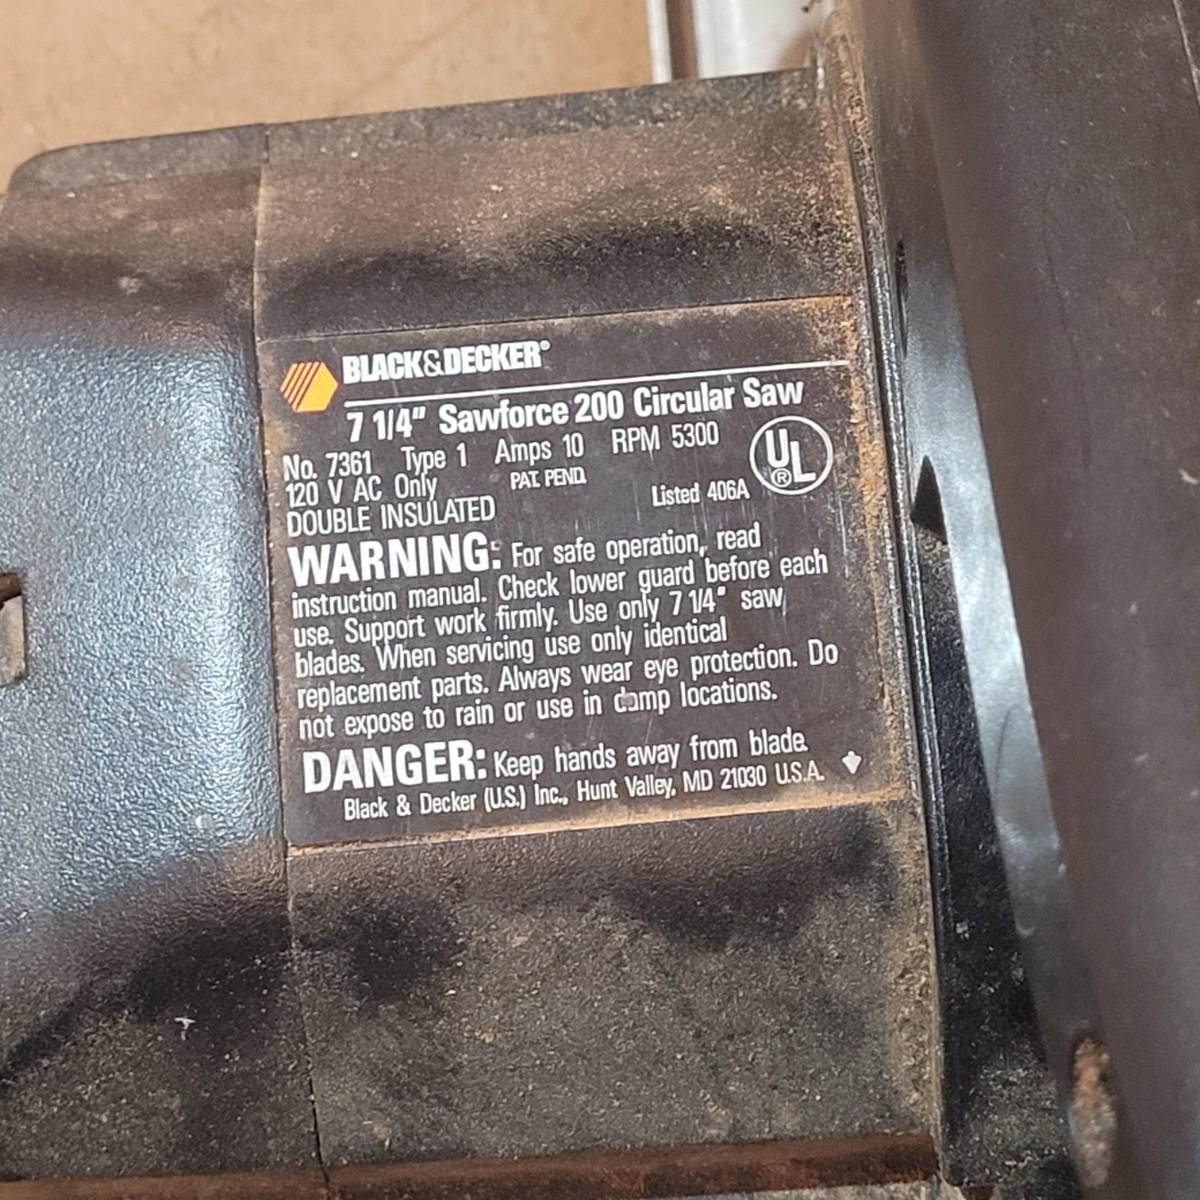 BLACK&DECKER®
7 1/4" Sawforce 200 Circular Saw
No. 7361 Type 1 Amps 10 RPM 5300
120 V AC Only PAT. PEND.
DOUBLE INSULATED Listed 406A UL ®
WARNING: For safe operation, read
instruction manual. Check lower guard before each
use. Support work firmly. Use only 7 1/4" saw
blades. When servicing use only identical
replacement parts. Always wear eye protection. Do
not expose to rain or use in damp locations.
DANGER: Keep hands away from blade.
Black & Decker (U.S.) Inc., Hunt Valley, MD 21030 U.S.A.